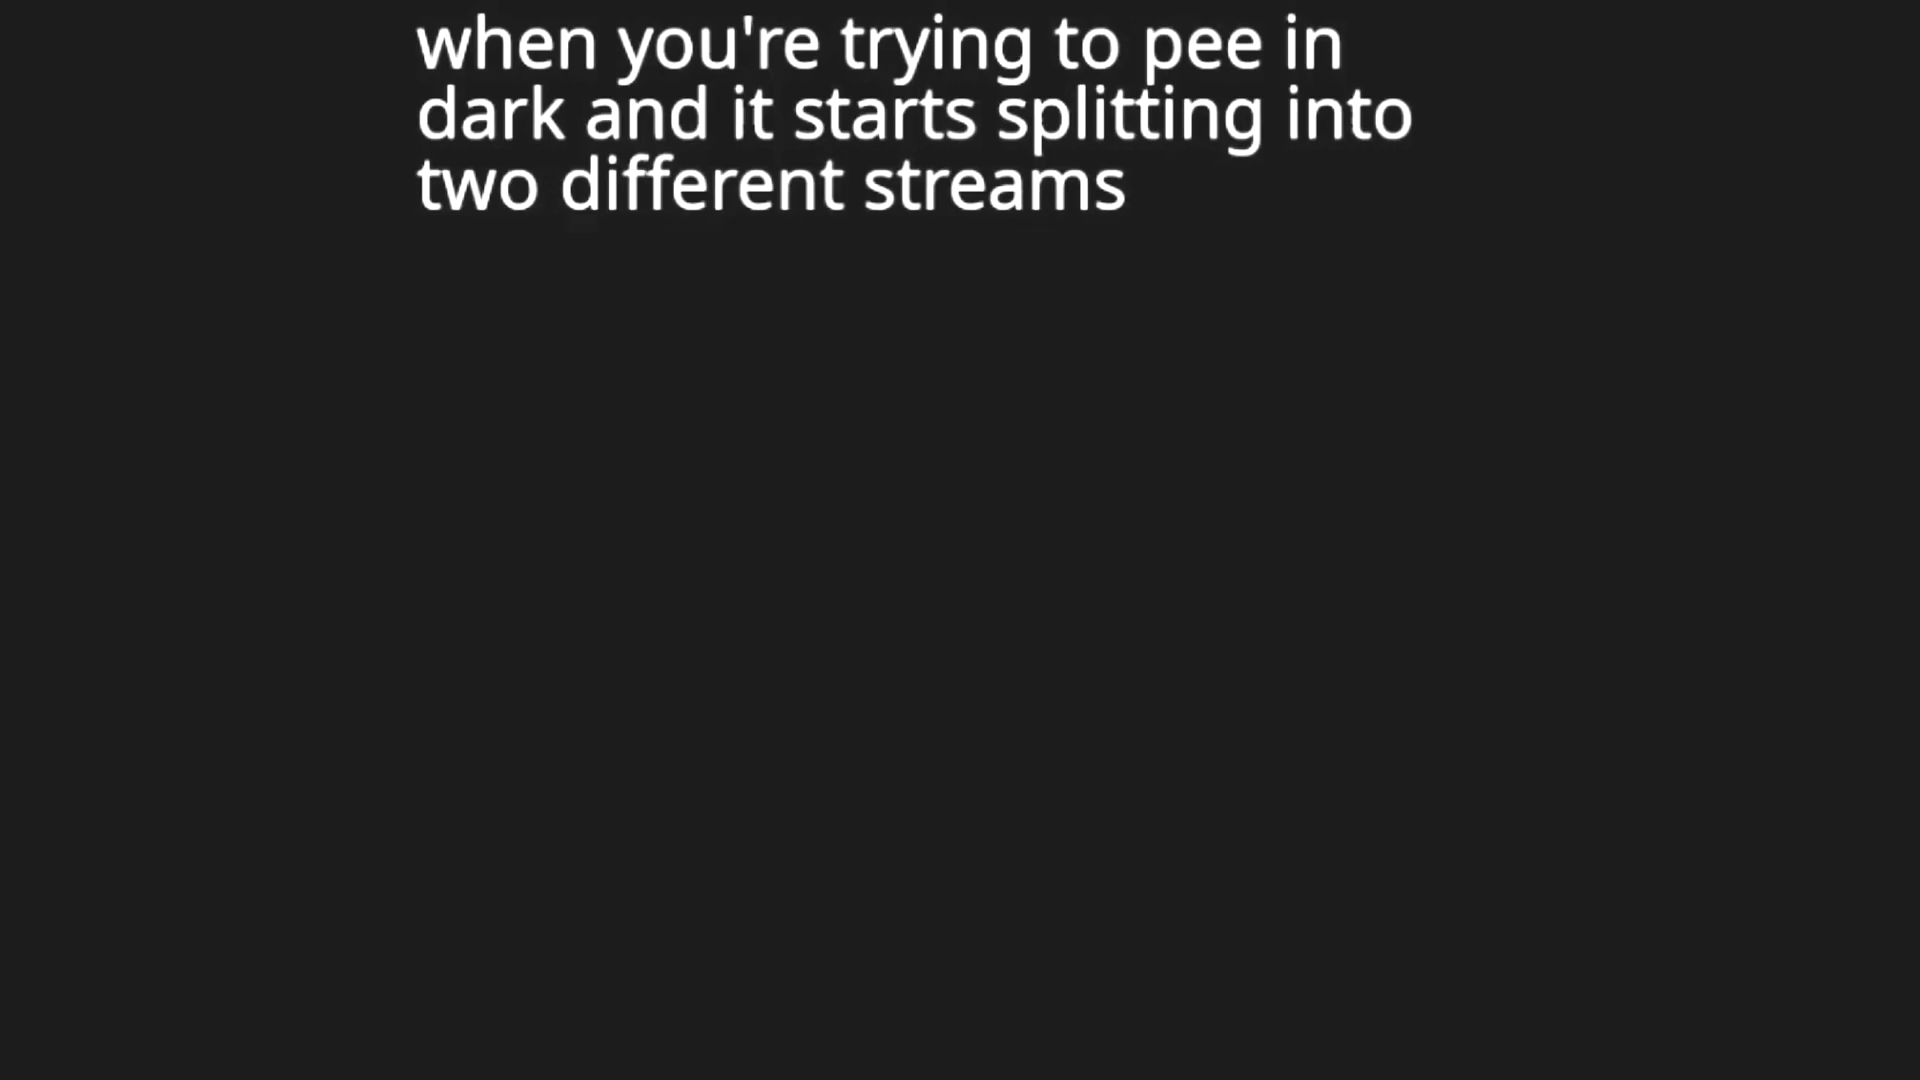 when you're trying to pee in
dark and it starts splitting into
two different streams